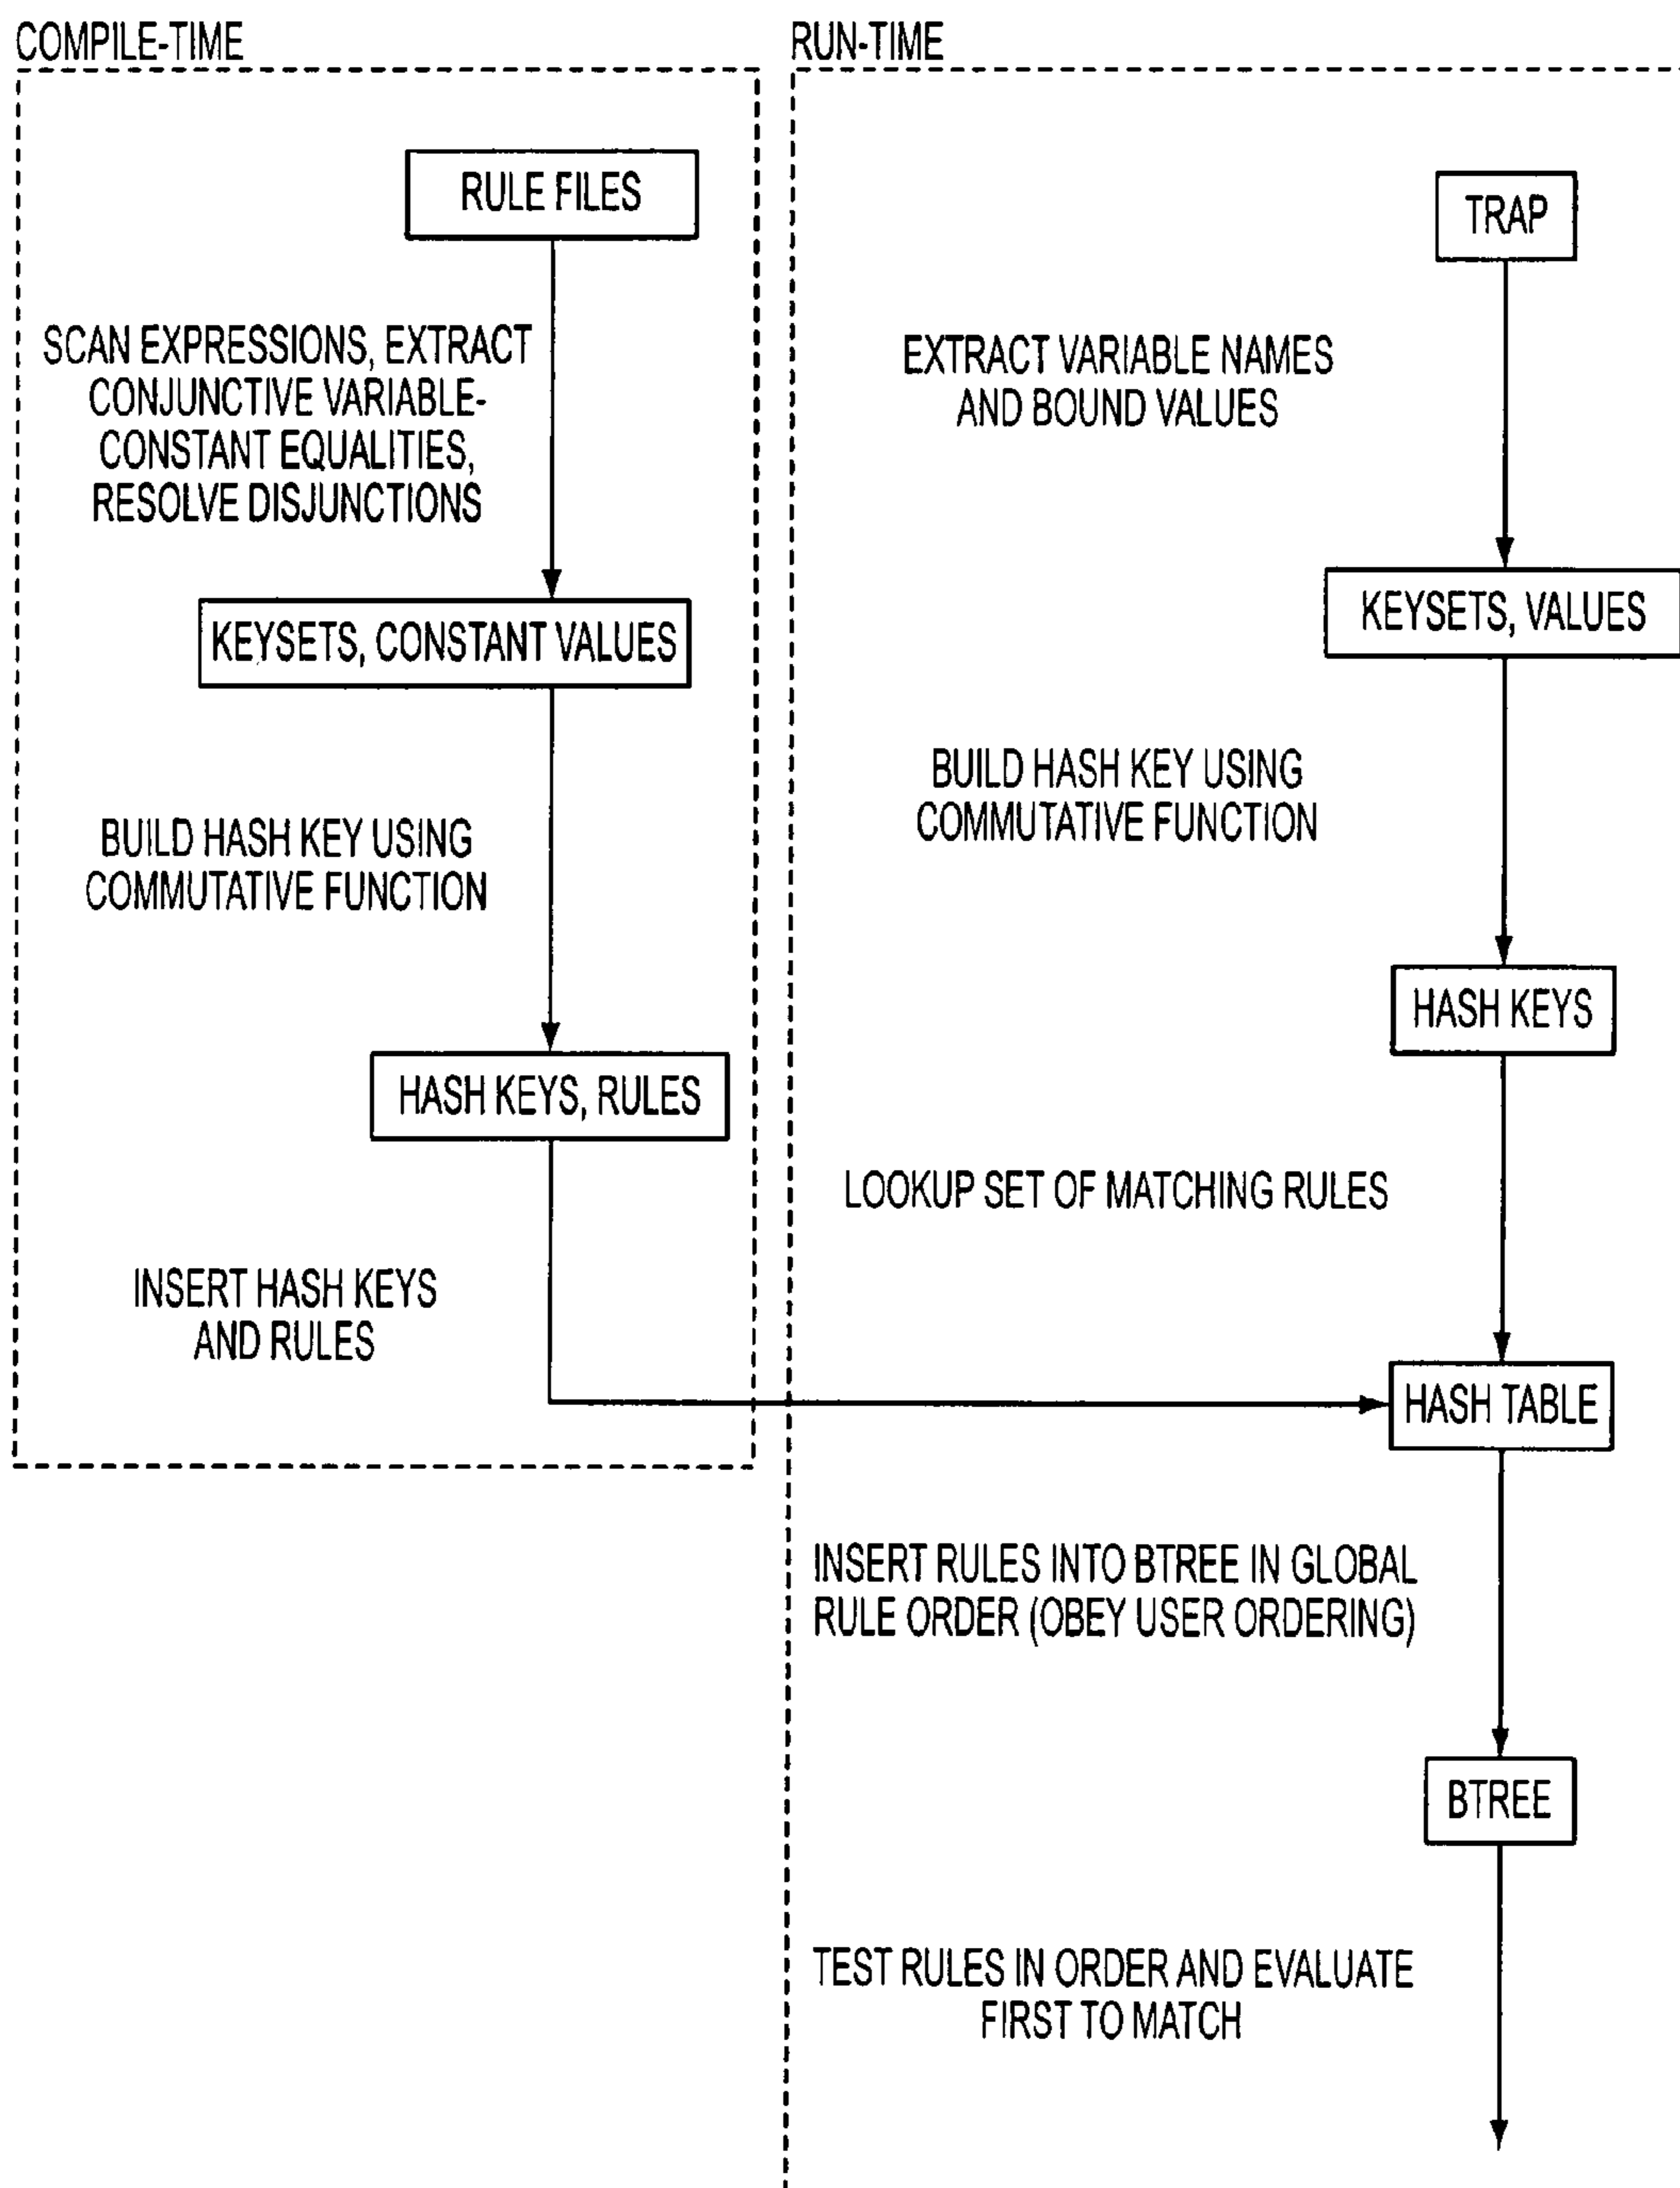 COMPILE-TIME
RULE FILES
SCAN EXPRESSIONS, EXTRACT
CONJUNCTIVE VARIABLE-
CONSTANT EQUALITIES,
RESOLVE DISJUNCTIONS
KEYSETS, CONSTANT VALUES
BUILD HASH KEY USING
COMMUTATIVE FUNCTION
HASH KEYS, RULES
INSERT HASH KEYS
AND RULES
RUN-TIME
TRAP
EXTRACT VARIABLE NAMES
AND BOUND VALUES
KEYSETS, VALUES
BUILD HASH KEY USING
COMMUTATIVE FUNCTION
HASH KEYS
LOOKUP SET OF MATCHING RULES
HASH TABLE
INSERT RULES INTO BTREE IN GLOBAL
RULE ORDER (OBEY USER ORDERING)
BTREE
TEST RULES IN ORDER AND EVALUATE
FIRST TO MATCH